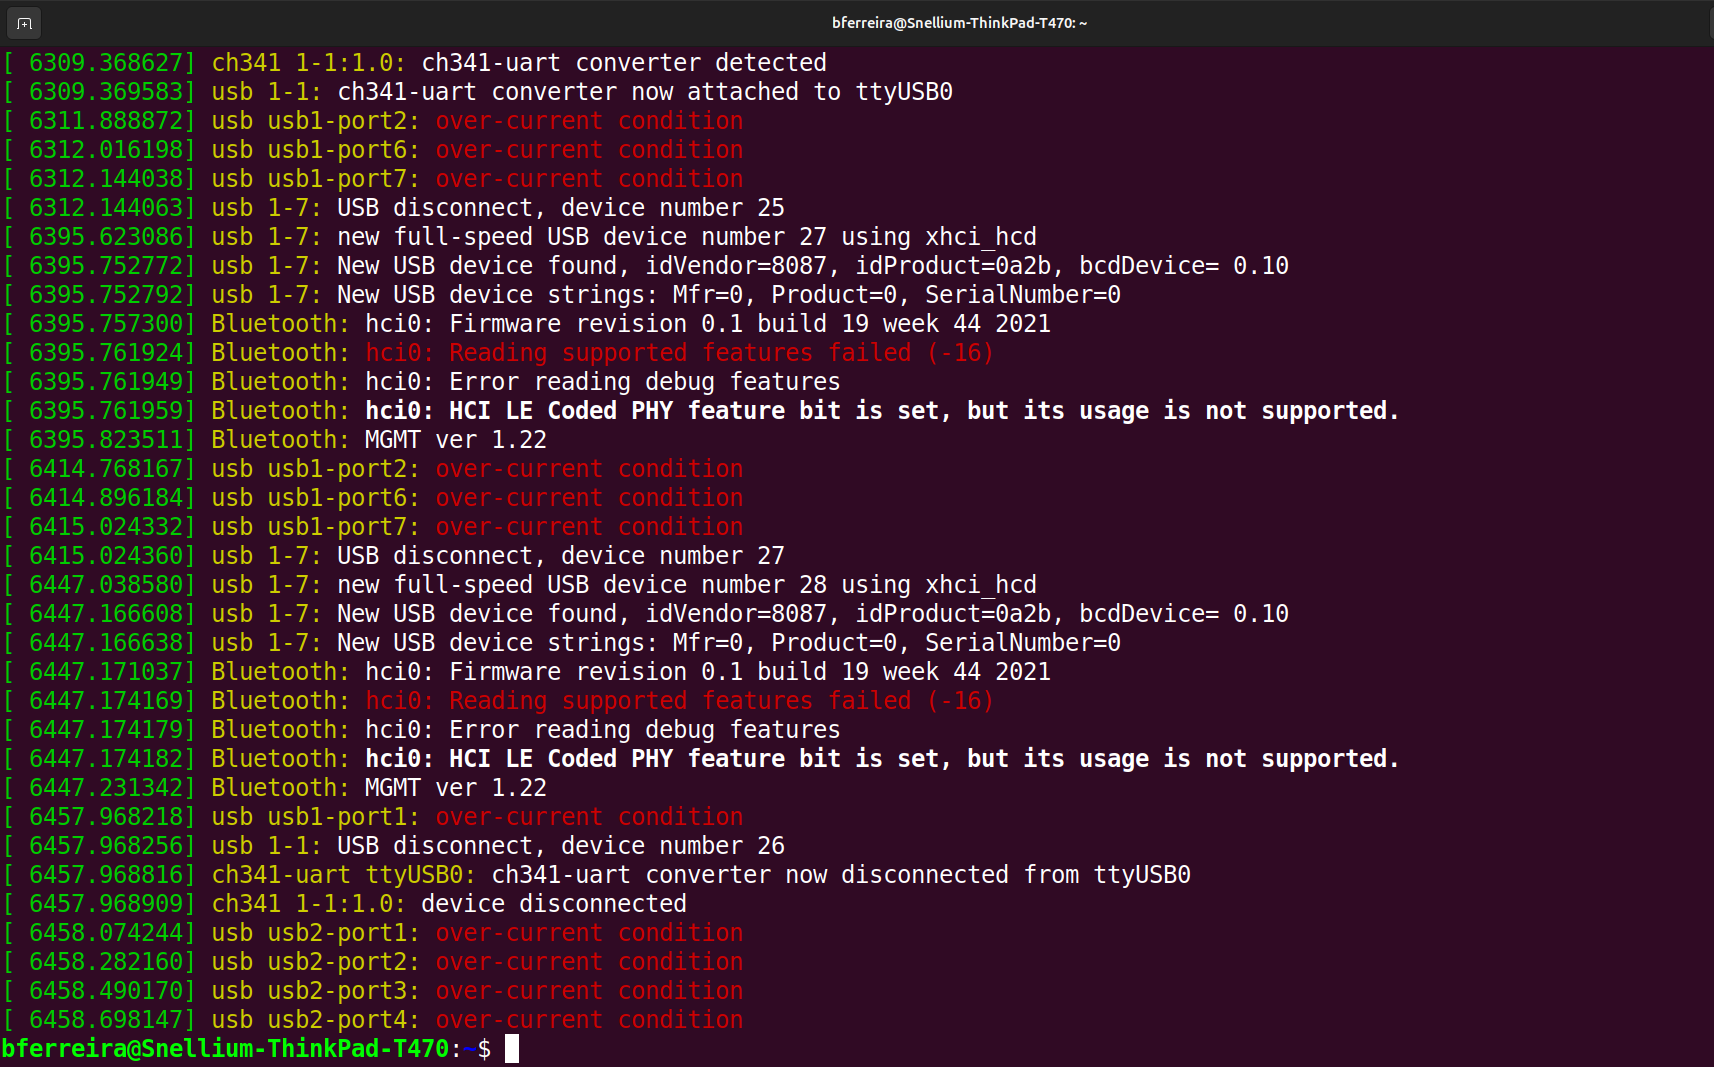 bferreira@Snellium-ThinkPad-T470: ~
[ 6309.368627] ch341 1-1:1.0: ch341-uart converter detected
[ 6309.369583] usb 1-1: ch341-uart converter now attached to ttyUSB0
[ 6311.888872] usb usb1-port2: over-current condition
[ 6312.016198] usb usb1-port6: over-current condition
[ 6312.144038] usb usb1-port7: over-current condition
[ 6312.144063] usb 1-7: USB disconnect, device number 25
[ 6395.623086] usb 1-7: new full-speed USB device number 27 using xhci_hcd
[ 6395.752772] usb 1-7: New USB device found, idVendor=8087, idProduct=0a2b, bcdDevice= 0.10
[ 6395.752792] usb 1-7: New USB device strings: Mfr=0, Product=0, SerialNumber=0
[ 6395.757300] Bluetooth: hci0: Firmware revision 0.1 build 19 week 44 2021
[ 6395.761924] Bluetooth: hci0: Reading supported features failed (-16)
[ 6395.761949] Bluetooth: hci0: Error reading debug features
[ 6395.761959] Bluetooth: hci0: HCI LE Coded PHY feature bit is set, but its usage is not supported.
[ 6395.823511] Bluetooth: MGMT ver 1.22
[ 6414.768167] usb usb1-port2: over-current condition
[ 6414.896184] usb usb1-port6: over-current condition
[ 6415.024332] usb usb1-port7: over-current condition
[ 6415.024360] usb 1-7: USB disconnect, device number 27
[ 6447.038580] usb 1-7: new full-speed USB device number 28 using xhci_hcd
[ 6447.166608] usb 1-7: New USB device found, idVendor=8087, idProduct=0a2b, bcdDevice= 0.10
[ 6447.166638] usb 1-7: New USB device strings: Mfr=0, Product=0, SerialNumber=0
[ 6447.171037] Bluetooth: hci0: Firmware revision 0.1 build 19 week 44 2021
[ 6447.174169] Bluetooth: hci0: Reading supported features failed (-16)
[ 6447.174179] Bluetooth: hci0: Error reading debug features
[ 6447.174182] Bluetooth: hci0: HCI LE Coded PHY feature bit is set, but its usage is not supported.
[ 6447.231342] Bluetooth: MGMT ver 1.22
[ 6457.968218] usb usb1-port1: over-current condition
[ 6457.968256] usb 1-1: USB disconnect, device number 26
[ 6457.968816] ch341-uart ttyUSB0: ch341-uart converter now disconnected from ttyUSB0
[ 6457.968909] ch341 1-1:1.0: device disconnected
[ 6458.074244] usb usb2-port1: over-current condition
[ 6458.282160] usb usb2-port2: over-current condition
[ 6458.490170] usb usb2-port3: over-current condition
[ 6458.698147] usb usb2-port4: over-current condition
bferreira@Snellium-ThinkPad-T470:~$